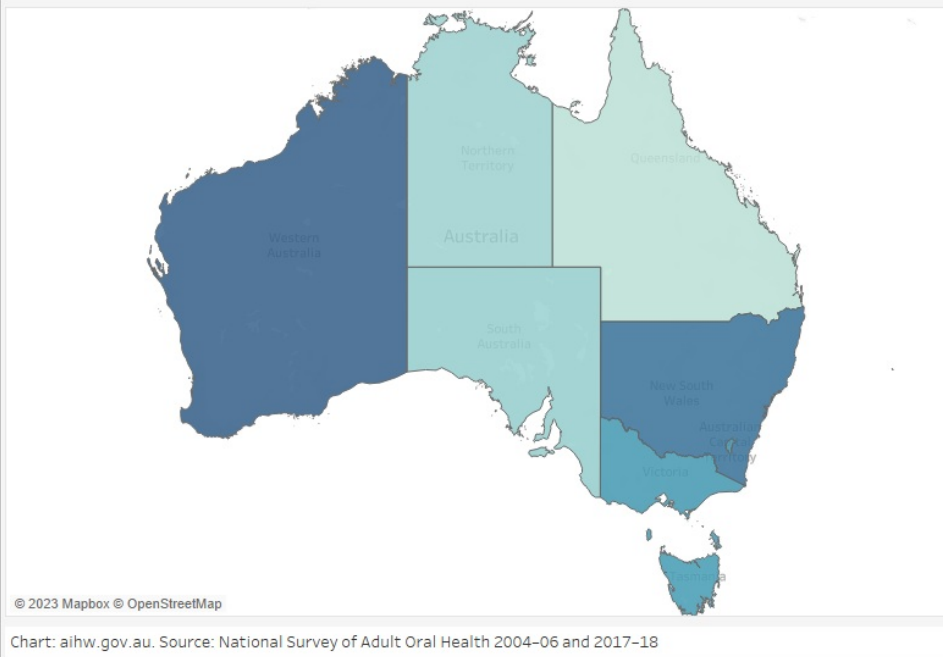 Northern
Territory
Queensland
Western
Australia
Australia
South
Australia
New South
Wales
Australian
Capital
Territory
Victoria
Tasmania
© 2023 Mapbox © OpenStreetMap
Chart: aihw.gov.au. Source: National Survey of Adult Oral Health 2004–06 and 2017–18